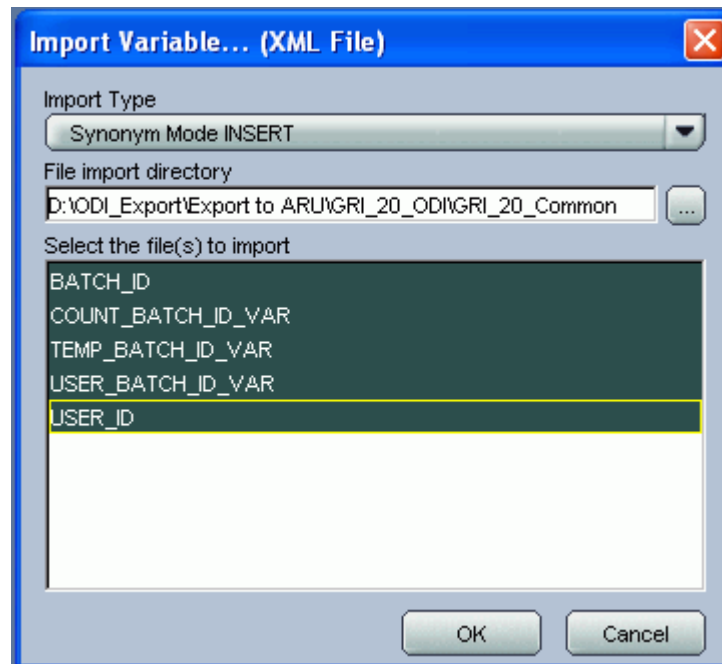 Import Variable... (XML File)
Import Type
Synonym Mode INSERT
File import directory
D:\ODI_Export\Export to ARU\GRI_20_ODI\GRI_20_Common
...
Select the file(s) to import
BATCH_ID
COUNT_BATCH_ID_VAR
TEMP_BATCH_ID_VAR
USER_BATCH_ID_VAR
USER_ID
OK Cancel